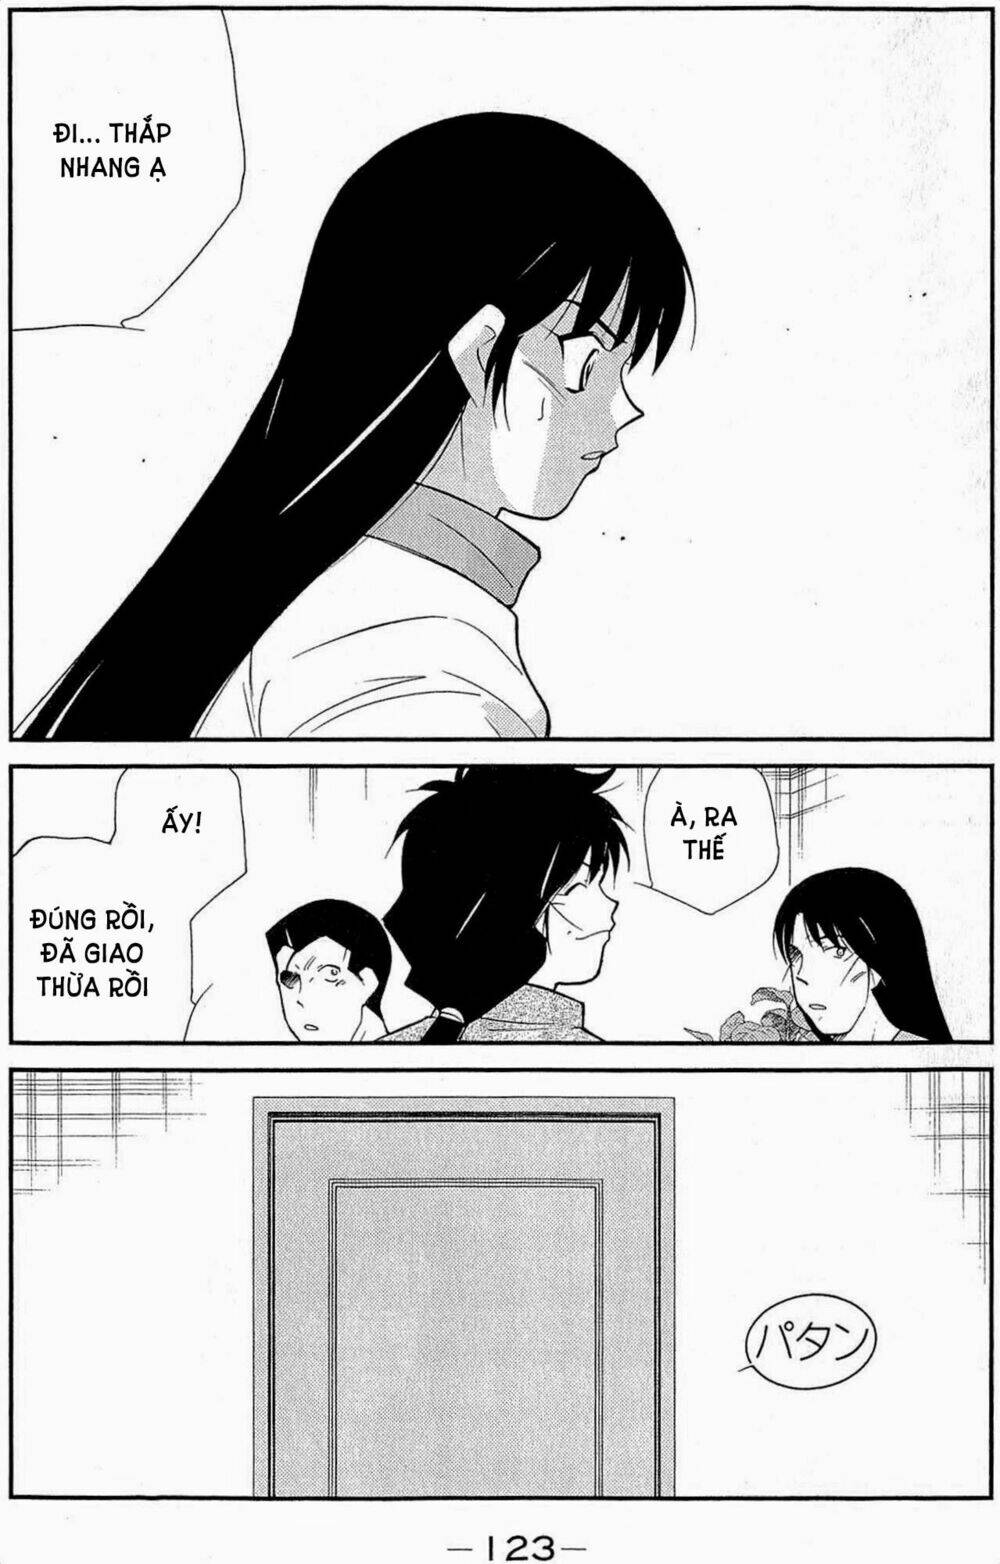 ĐI... THẮP
NHANG Ạ
À, RA
THẾ
ẤY!
ĐÚNG RỒI,
ĐÃ GIAO
THỪA RỒI
パタン
—123—